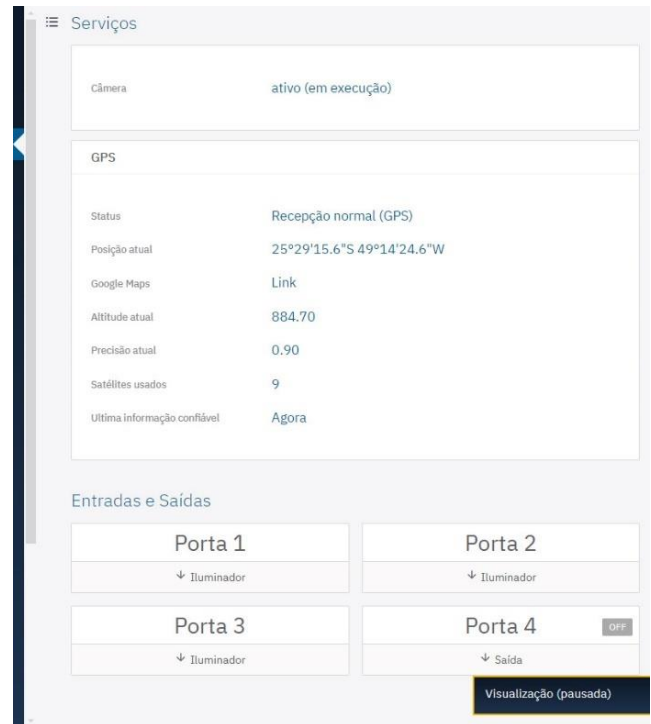 Serviços
Câmera ativo (em execução)
GPS
Status Recepção normal (GPS)
Posição atual 25°29'15.6"S 49°14'24.6"W
Google Maps Link
Altitude atual 884.70
Precisão atual 0.90
Satélites usados 9
Ultima informação confiável Agora
Entradas e Saídas
Porta 1 Porta 2
Iluminador Iluminador
Porta 3 Porta 4 OFF
Iluminador Saída
Visualização (pausada)